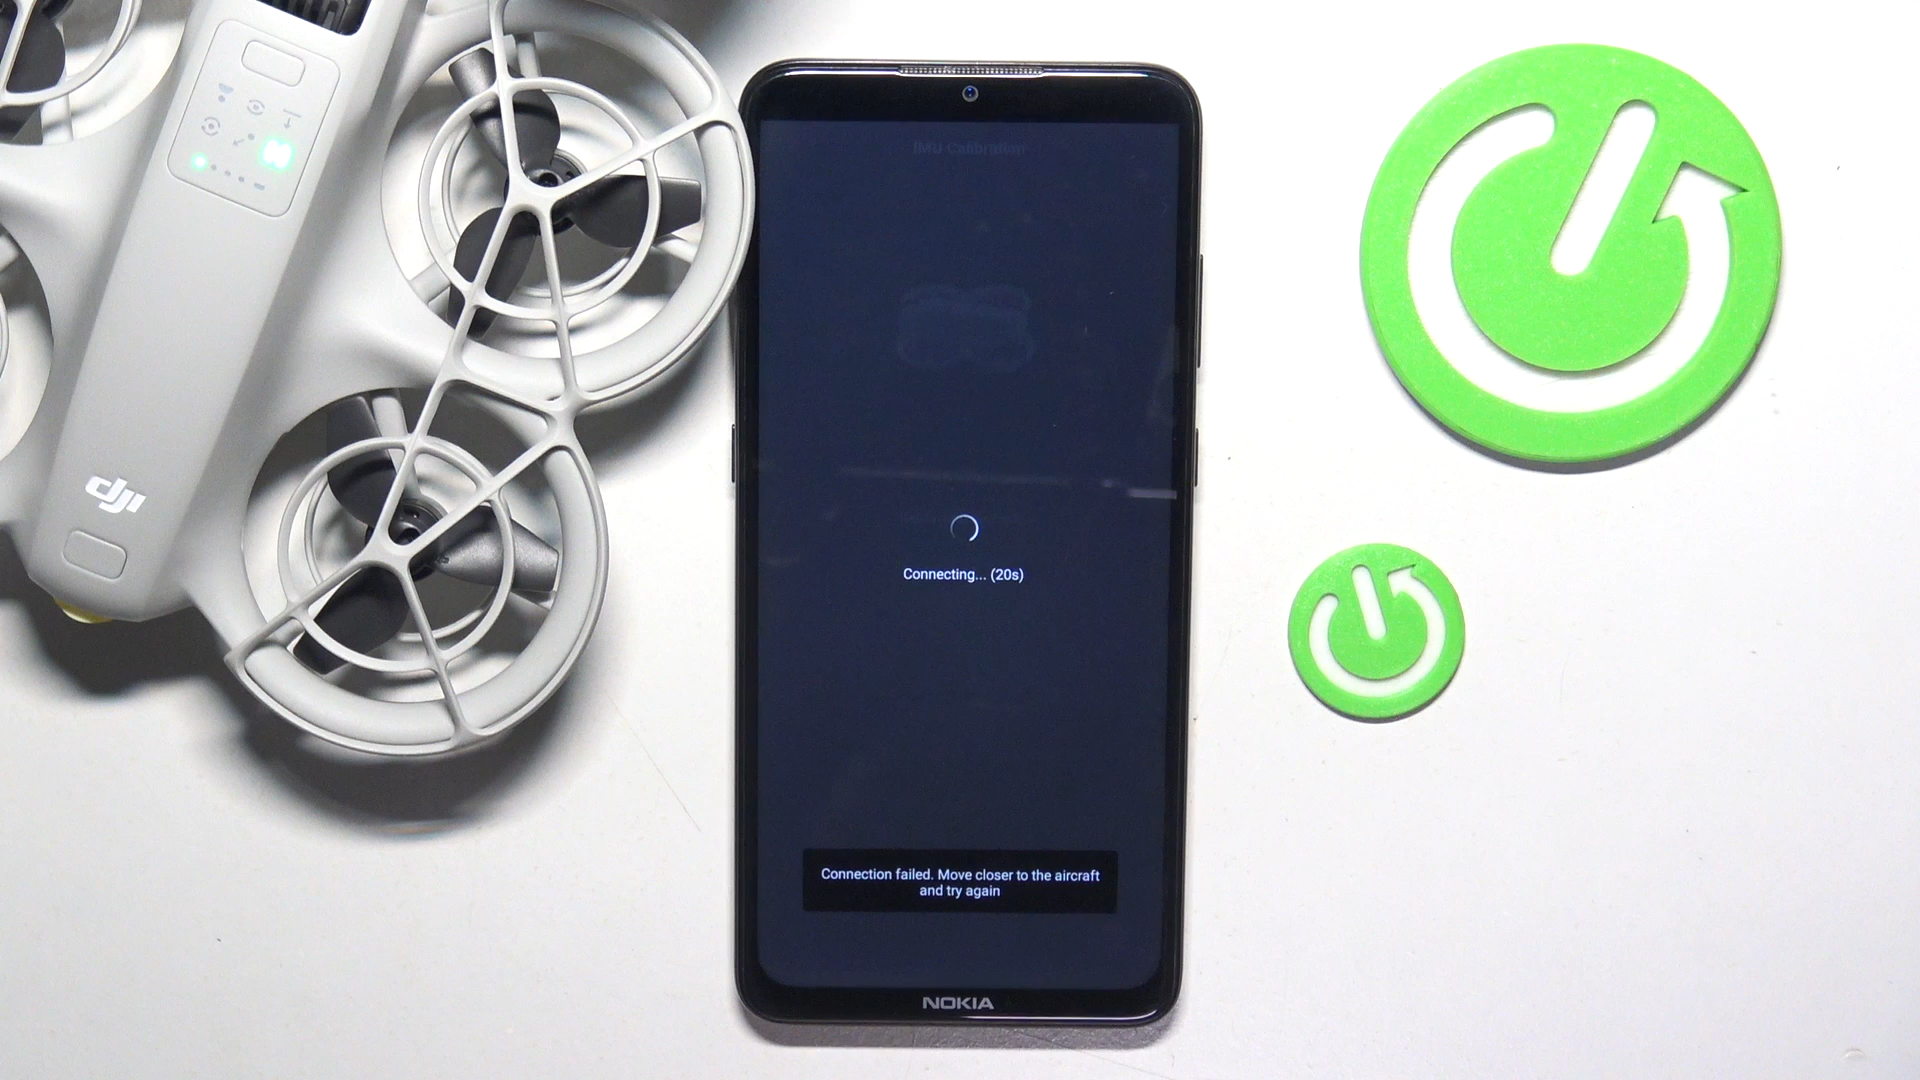 IMU Calibration
dji
Connecting... (20s)
Connection failed. Move closer to the aircraft
and try again
NOKIA